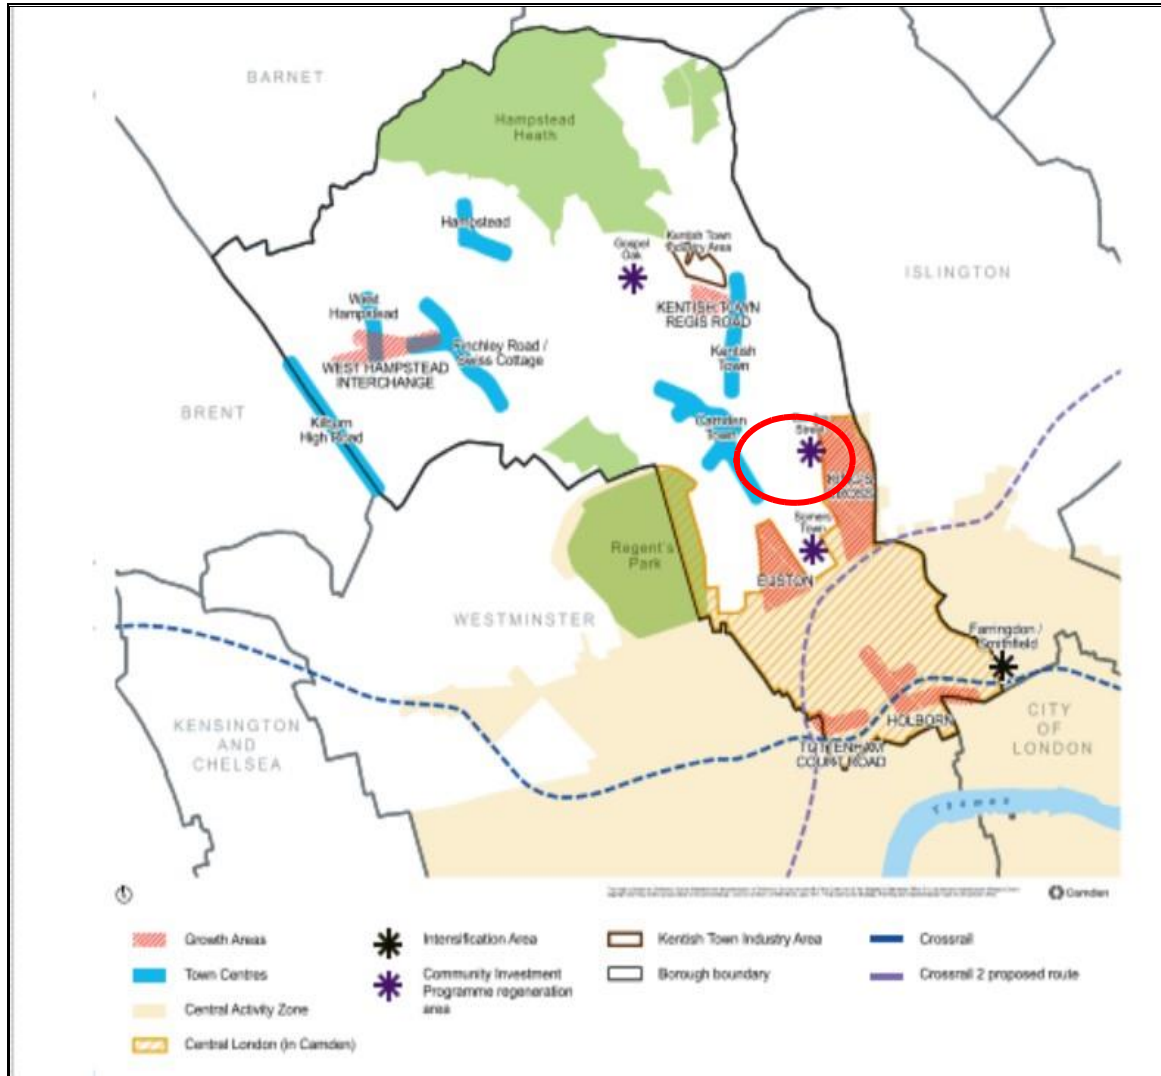 BARNET
Hampstead
Heath
Hampstead
Gospel
Oak
Kentish Town
Industry Area
ISLINGTON
West
Hampstead
KENTISH TOWN
REGIS ROAD
Finchley Road /
Swiss Cottage
WEST HAMPSTEAD
INTERCHANGE
Kentish
Town
BRENT
Kilburn
High Road
Camden
Town
Street
KING'S
CROSS
Somers
Town
Regent's
Park
EUSTON
WESTMINSTER
Farringdon /
Smithfield
KENSINGTON
AND
CHELSEA
HOLBORN
CITY
OF
LONDON
TOTTENHAM
COURT ROAD
Thames
Camden
Growth Areas
Town Centres
Central Activity Zone
Central London (in Camden)
Intensification Area
Community Investment
Programme regeneration
area
Kentish Town Industry Area
Borough boundary
Crossrail
Crossrail 2 proposed route